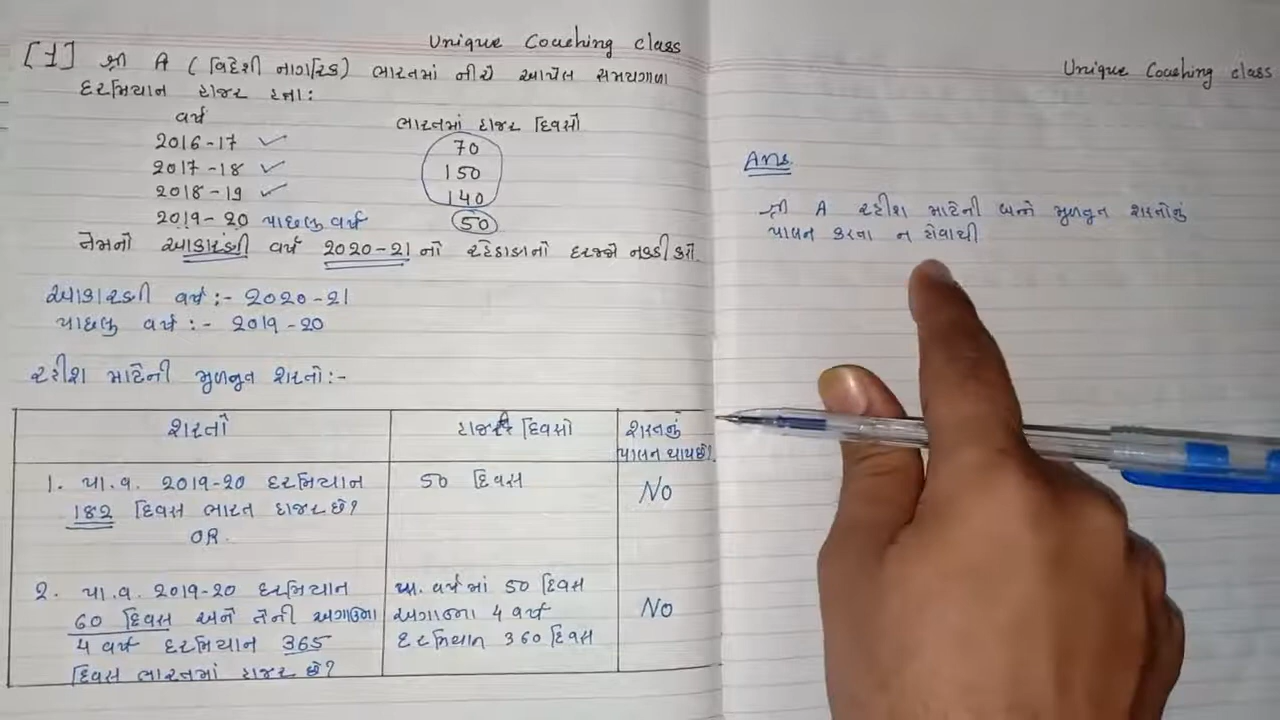 Unique Coaching class
[1] શ્રી A (વિદેશી નાગરિક) ભારતમાં નીચે આપેલ સમયગાળા
દરમિયાન હાજર હતા:
વર્ષ ભારતમાં હાજર દિવસો
2016-17 ✓ 70
2017-18 ✓ 150
2018-19 ✓ 140
2019-20 પાછલુ વર્ષ 50
તેમનો આકારણી વર્ષ 2020-21 નો રહેઠાણનો દરજ્જો નક્કી કરો.
આકારણી વર્ષ :- 2020-21
પાછલુ વર્ષ :- 2019-20
રહીશ માટેની મુળભુત શરતો:-
શરતો હાજરી દિવસો શરતનું પાલન થાય છે?
1. પા.વ. 2019-20 દરમિયાન 50 દિવસ No
182 દિવસ ભારત હાજર છે?
OR.
2. પા.વ. 2019-20 દરમિયાન પા. વર્ષમાં 50 દિવસ No
60 દિવસ અને તેની અગાઉના અગાઉના 4 વર્ષ
4 વર્ષ દરમિયાન 365 દરમિયાન 360 દિવસ
દિવસ ભારતમાં હાજર છે?
Unique Coaching class
Ans.
શ્રી A રહીશ માટેની બન્ને મુળભુત શરતોનું
પાલન કરતા ન હોવાથી